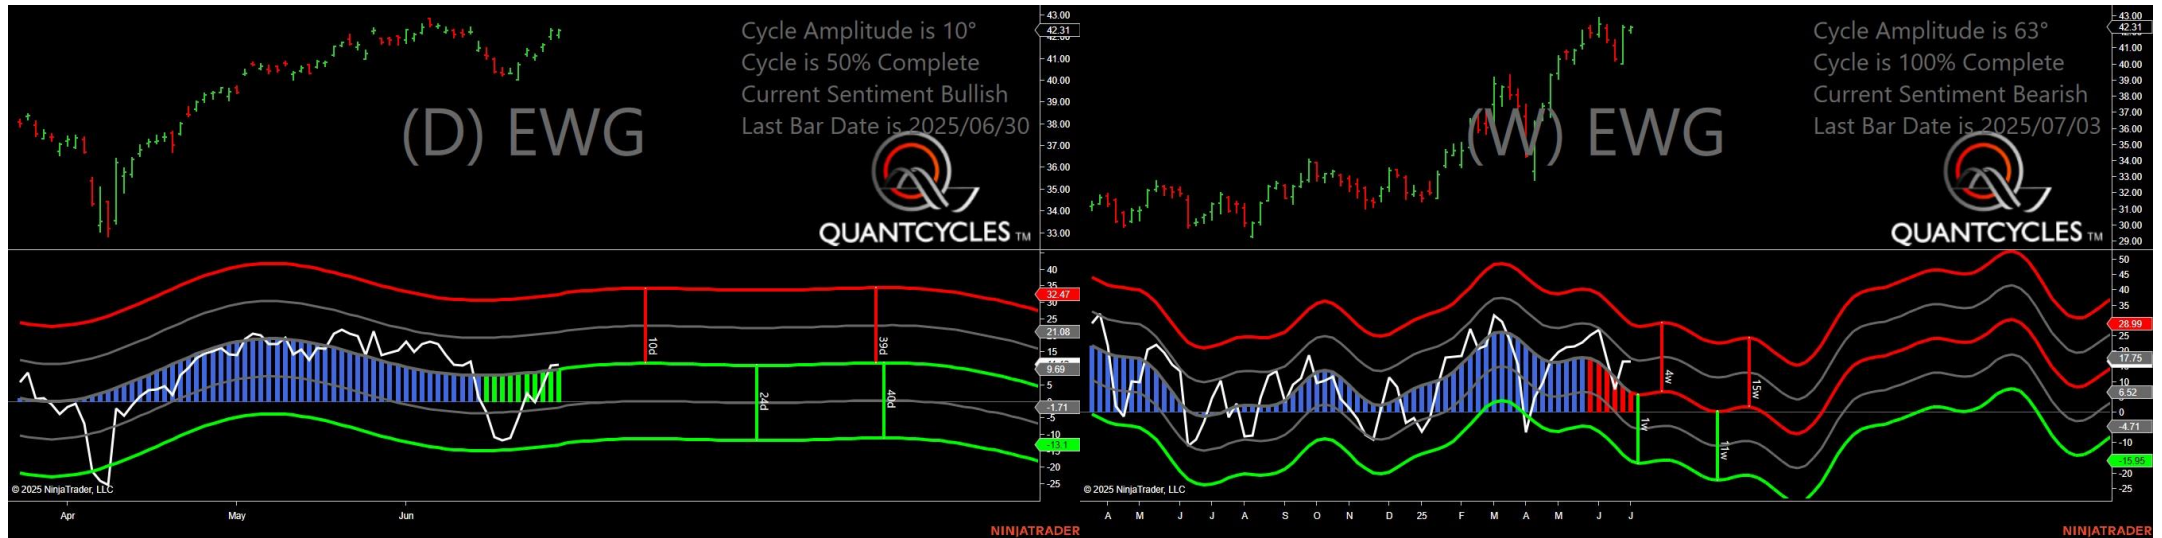 Cycle Amplitude is 10°
Cycle is 50% Complete
Current Sentiment Bullish
Last Bar Date is 2025/06/30
(D) EWG
QUANTCYCLES TM
43.00
42.31
41.00
40.00
39.00
38.00
37.00
36.00
35.00
34.00
33.00
40
35
32.47
25
21.08
15
9.69
5
-1.71
-5
-10
-13.1
-20
-25
10d
39d
24d
40d
© 2025 NinjaTrader, LLC
Apr
May
Jun
NINJATRADER
Cycle Amplitude is 63°
Cycle is 100% Complete
Current Sentiment Bearish
Last Bar Date is 2025/07/03
(W) EWG
QUANTCYCLES TM
43.00
42.31
41.00
40.00
39.00
38.00
37.00
36.00
35.00
34.00
33.00
32.00
31.00
30.00
29.00
50
45
40
35
28.99
25
17.75
10
6.52
0
-4.71
-10
-15.95
-20
-25
4w
15w
1w
11w
© 2025 NinjaTrader, LLC
A M J J A S O N D 25 F M A M J J
NINJATRADER